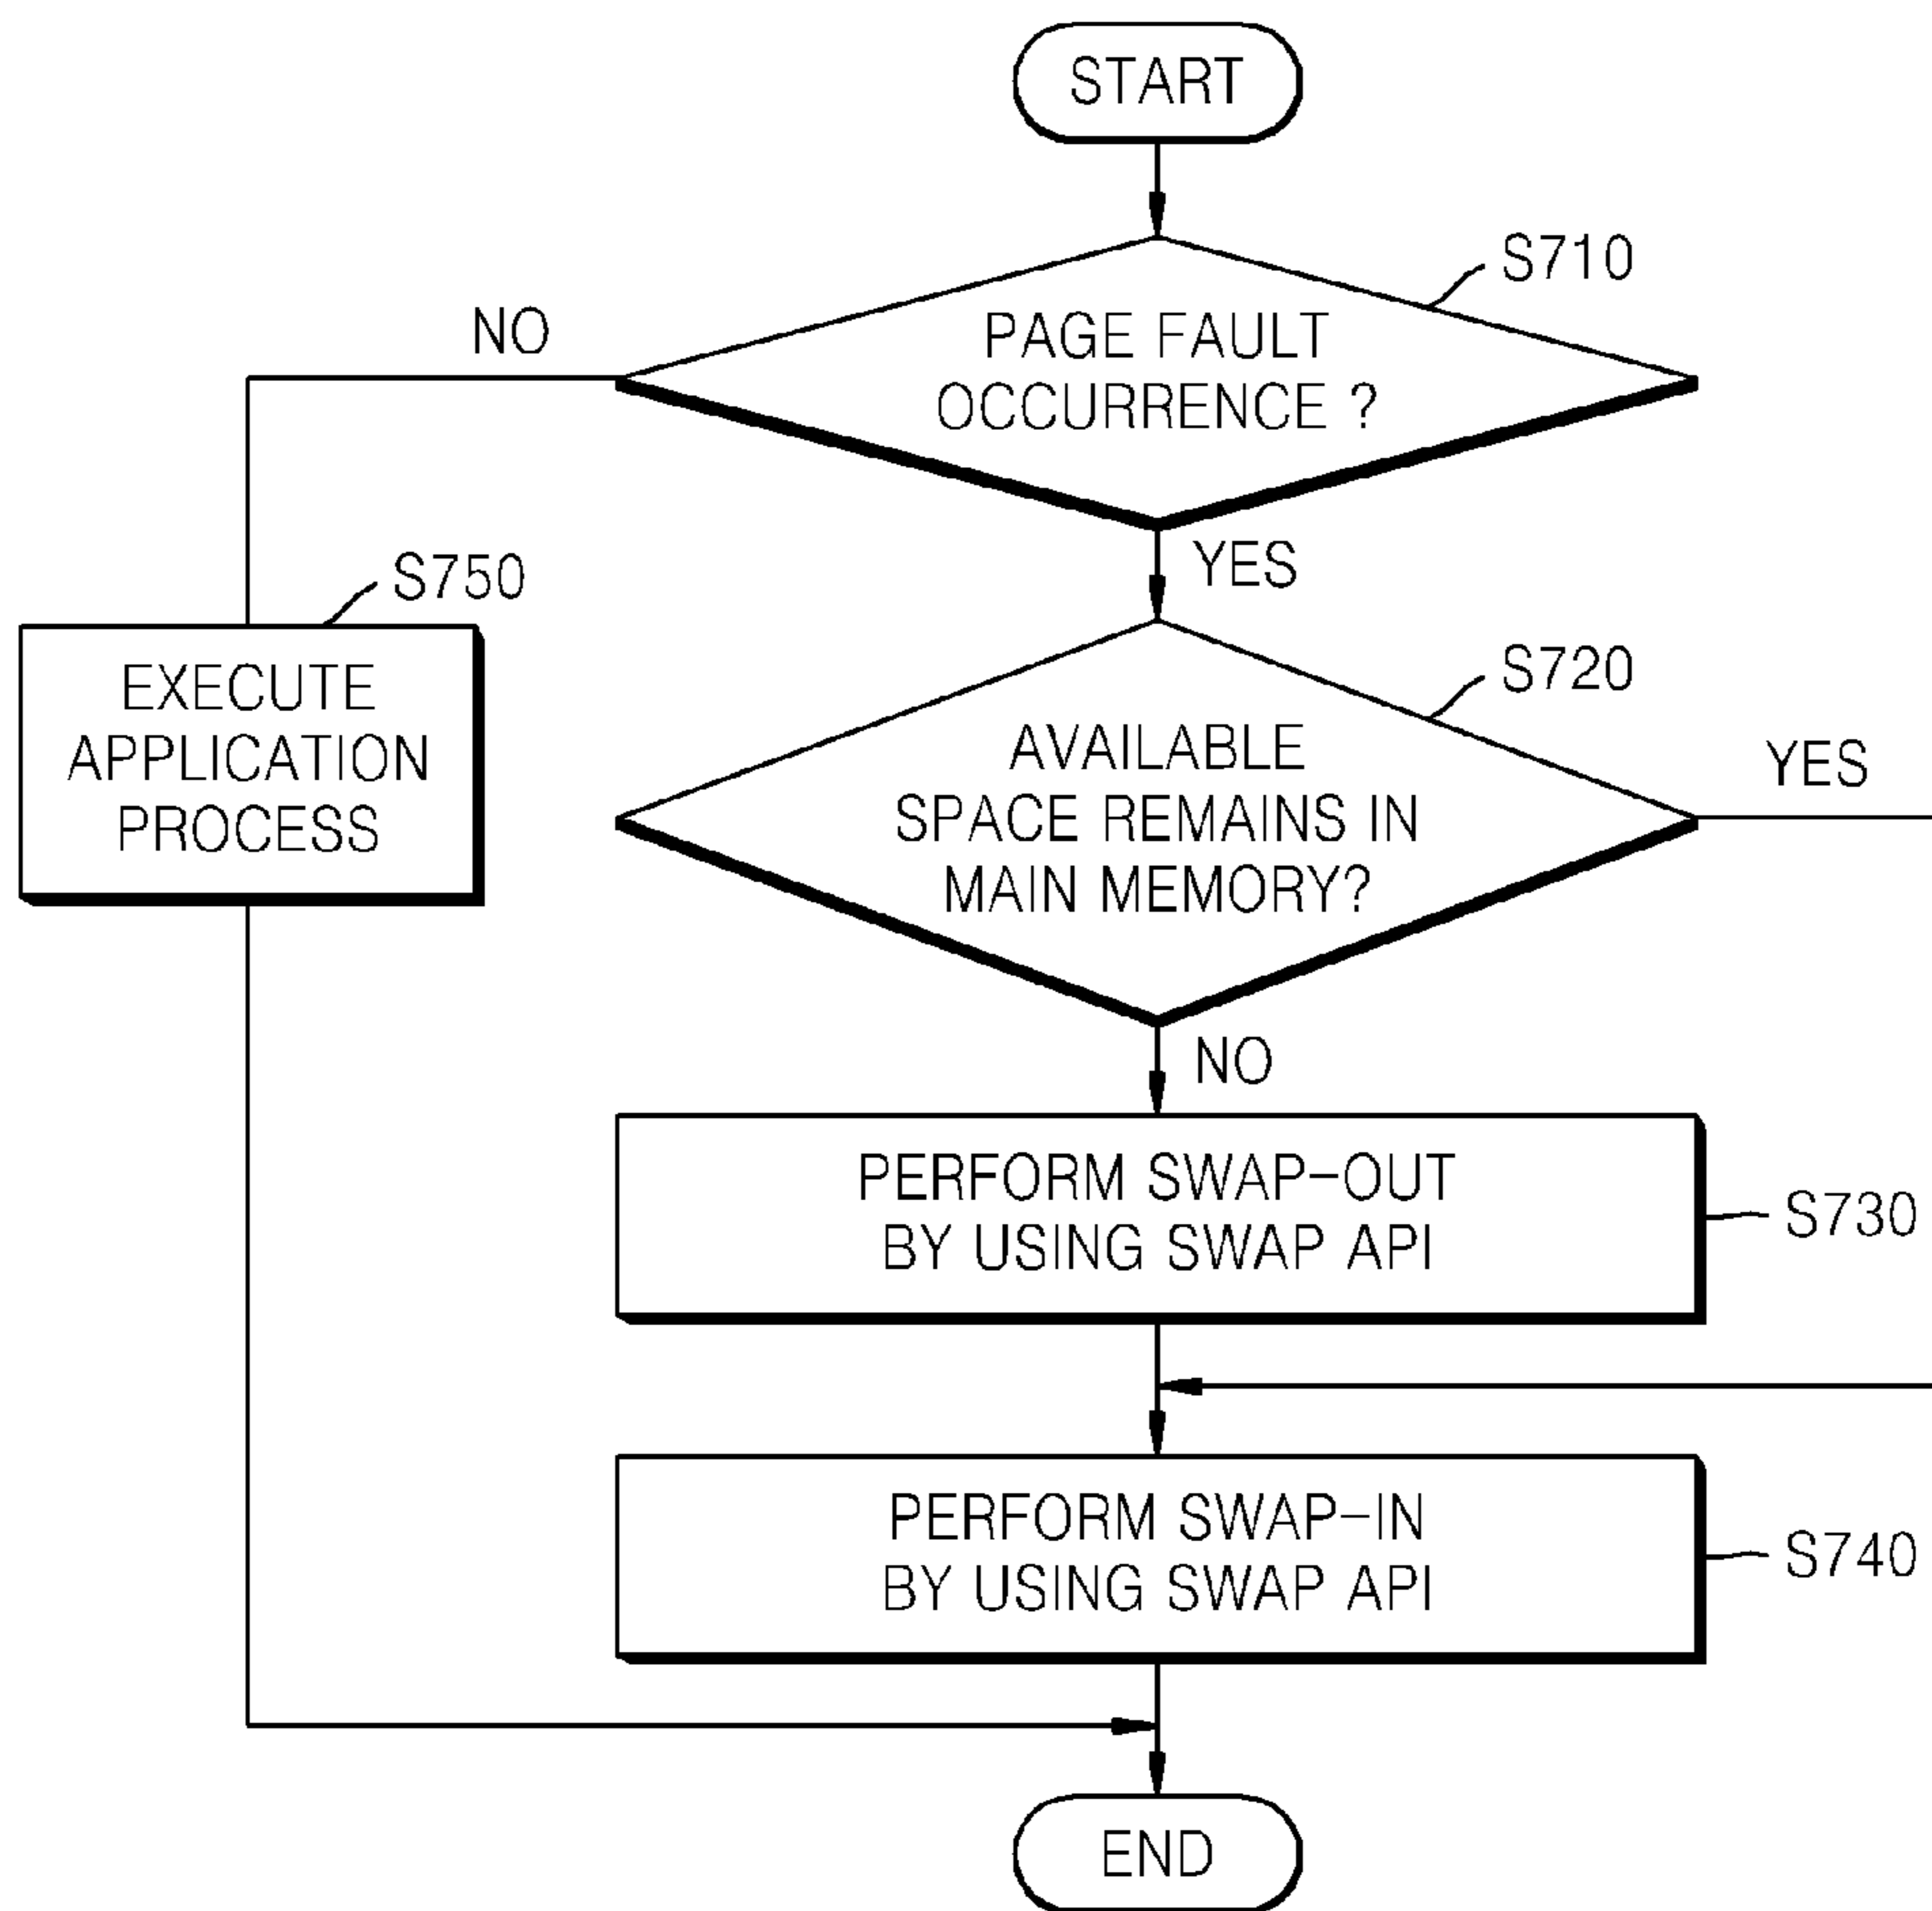 START
S710
NO
PAGE FAULT
OCCURRENCE ?
YES
S750
EXECUTE
APPLICATION
PROCESS
S720
AVAILABLE
SPACE REMAINS IN
MAIN MEMORY?
YES
NO
PERFORM SWAP-OUT
BY USING SWAP API
S730
PERFORM SWAP-IN
BY USING SWAP API
S740
END